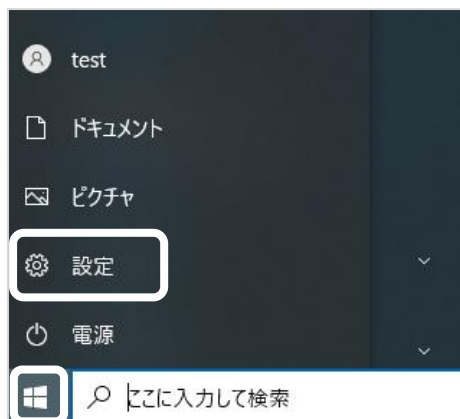 test
ドキュメント
ピクチャ
設定
電源
ここに入力して検索